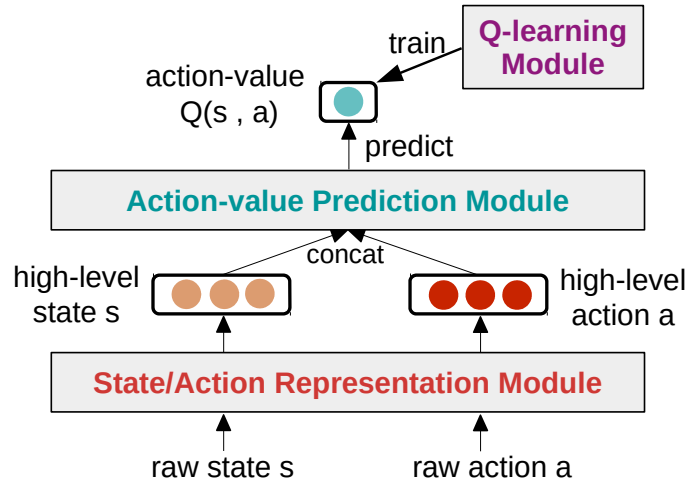 Q-learning
Module
train
action-value
Q(s , a)
predict
Action-value Prediction Module
concat
high-level
state s
high-level
action a
State/Action Representation Module
raw state s
raw action a